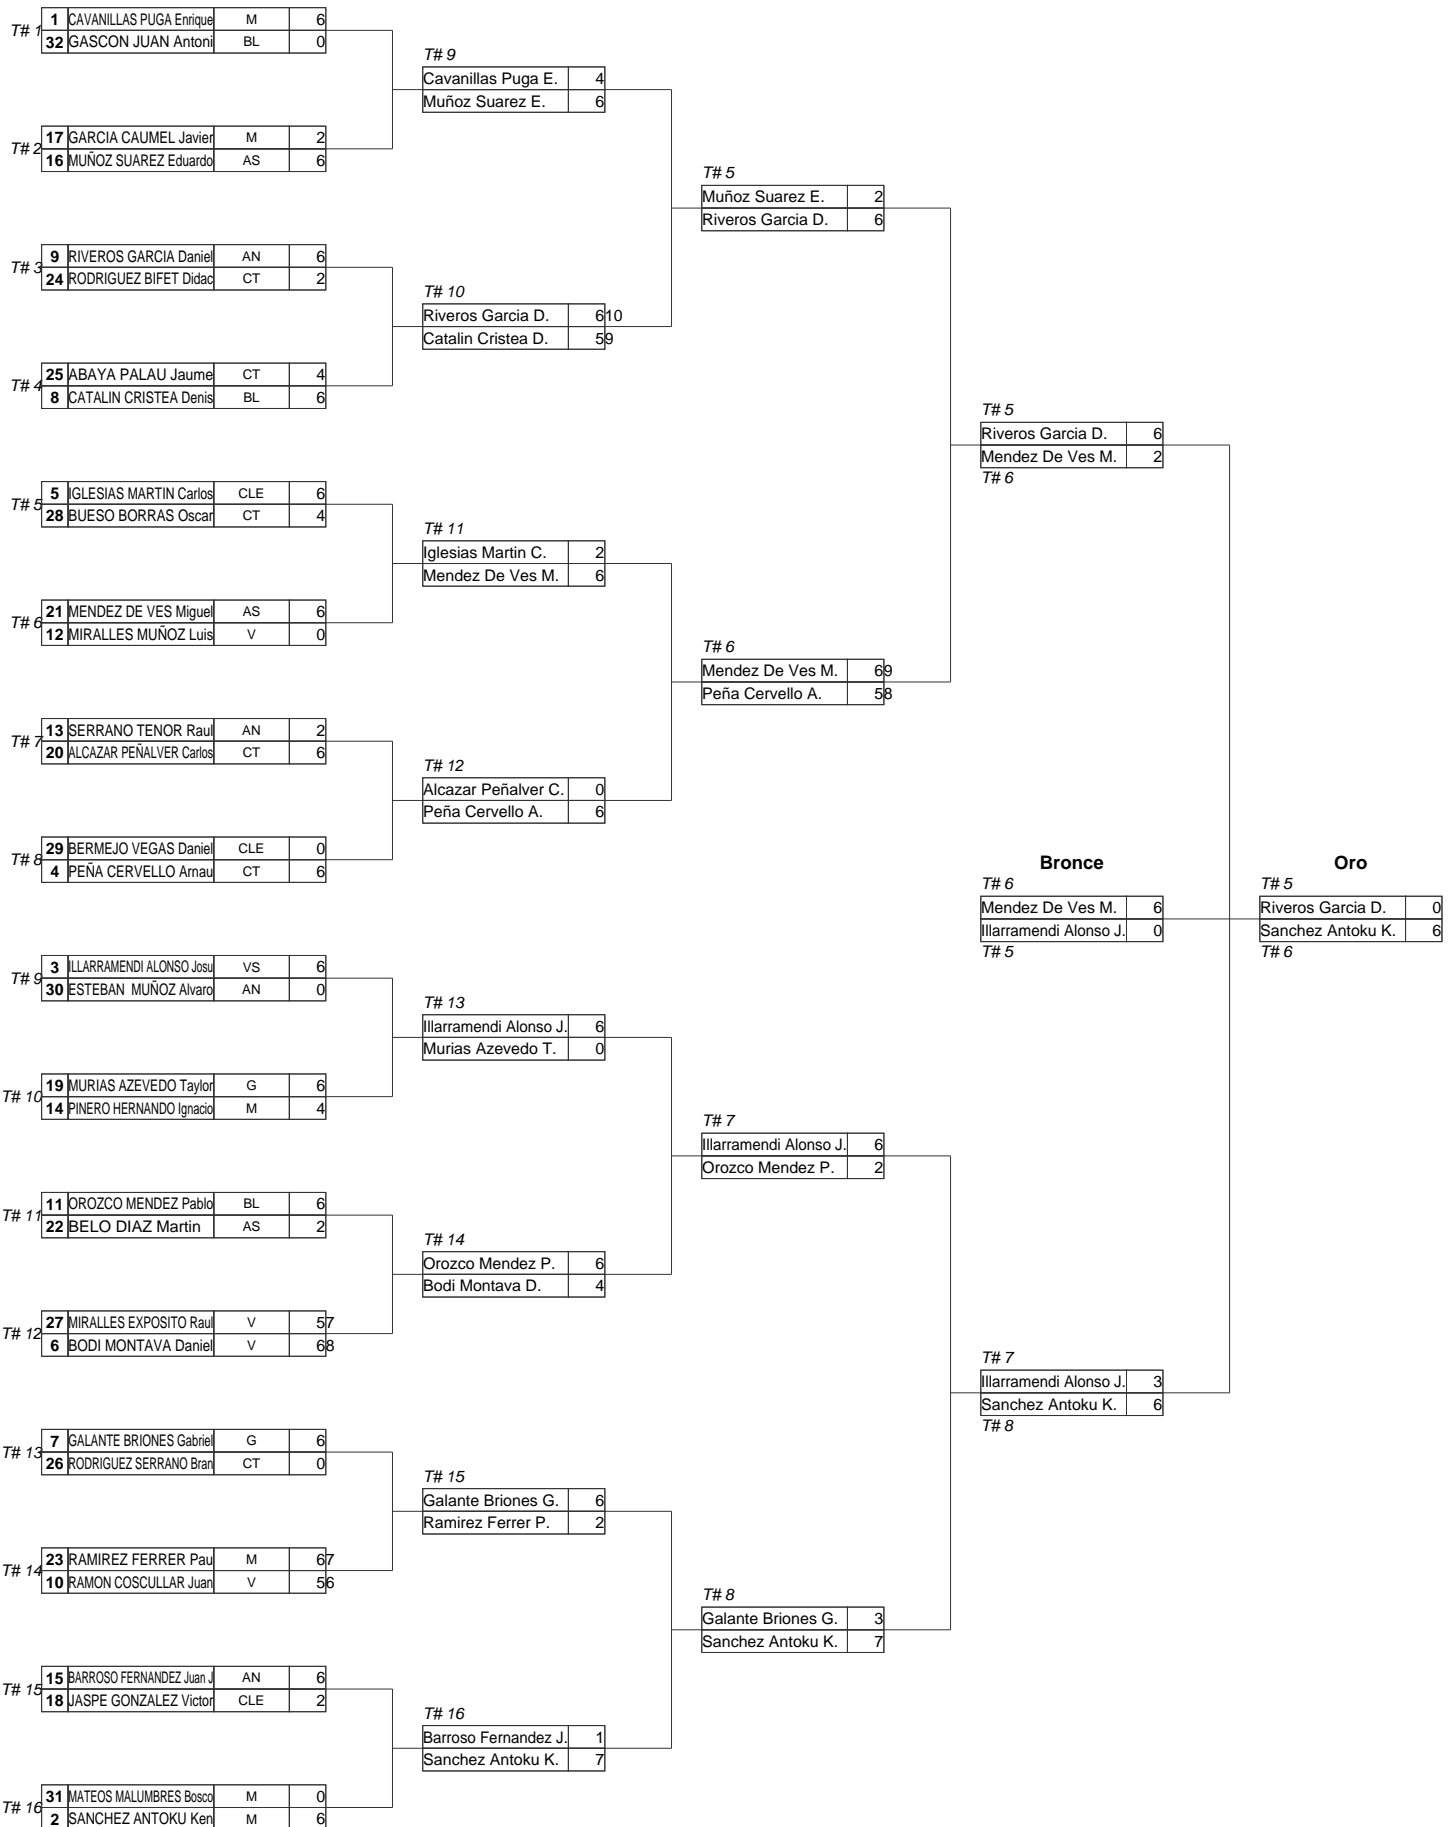 T# 1
1 CAVANILLAS PUGA Enrique M 6
32 GASCON JUAN Antoni BL 0
T# 2
17 GARCIA CAUMEL Javier M 2
16 MUÑOZ SUAREZ Eduardo AS 6
T# 3
9 RIVEROS GARCIA Daniel AN 6
24 RODRIGUEZ BIFET Didac CT 2
T# 4
25 ABAYA PALAU Jaume CT 4
8 CATALIN CRISTEA Denis BL 6
T# 5
5 IGLESIAS MARTIN Carlos CLE 6
28 BUESO BORRAS Oscar CT 4
T# 6
21 MENDEZ DE VES Miguel AS 6
12 MIRALLES MUÑOZ Luis V 0
T# 7
13 SERRANO TENOR Raul AN 2
20 ALCAZAR PEÑALVER Carlos CT 6
T# 8
29 BERMEJO VEGAS Daniel CLE 0
4 PEÑA CERVELLO Arnau CT 6
T# 9
3 ILLARRAMENDI ALONSO Josu VS 6
30 ESTEBAN MUÑOZ Alvaro AN 0
T# 10
19 MURIAS AZEVEDO Taylor G 6
14 PINERO HERNANDO Ignacio M 4
T# 11
11 OROZCO MENDEZ Pablo BL 6
22 BELO DIAZ Martin AS 2
T# 12
27 MIRALLES EXPOSITO Raul V 57
6 BODI MONTAVA Daniel V 68
T# 13
7 GALANTE BRIONES Gabriel G 6
26 RODRIGUEZ SERRANO Bran CT 0
T# 14
23 RAMIREZ FERRER Pau M 67
10 RAMON COSCULLAR Juan V 56
T# 15
15 BARROSO FERNANDEZ Juan J AN 6
18 JASPE GONZALEZ Victor CLE 2
T# 16
31 MATEOS MALUMBRES Bosco M 0
2 SANCHEZ ANTOKU Ken M 6
T# 9
Cavanillas Puga E. 4
Muñoz Suarez E. 6
T# 10
Riveros Garcia D. 610
Catalin Cristea D. 59
T# 11
Iglesias Martin C. 2
Mendez De Ves M. 6
T# 12
Alcazar Peñalver C. 0
Peña Cervello A. 6
T# 13
Illarramendi Alonso J. 6
Murias Azevedo T. 0
T# 14
Orozco Mendez P. 6
Bodi Montava D. 4
T# 15
Galante Briones G. 6
Ramirez Ferrer P. 2
T# 16
Barroso Fernandez J. 1
Sanchez Antoku K. 7
T# 5
Muñoz Suarez E. 2
Riveros Garcia D. 6
T# 6
Mendez De Ves M. 69
Peña Cervello A. 58
T# 7
Illarramendi Alonso J. 6
Orozco Mendez P. 2
T# 8
Galante Briones G. 3
Sanchez Antoku K. 7
T# 5
Riveros Garcia D. 6
Mendez De Ves M. 2
T# 6
Bronce
T# 6
Mendez De Ves M. 6
Illarramendi Alonso J. 0
T# 5
T# 7
Illarramendi Alonso J. 3
Sanchez Antoku K. 6
T# 8
Oro
T# 5
Riveros Garcia D. 0
Sanchez Antoku K. 6
T# 6